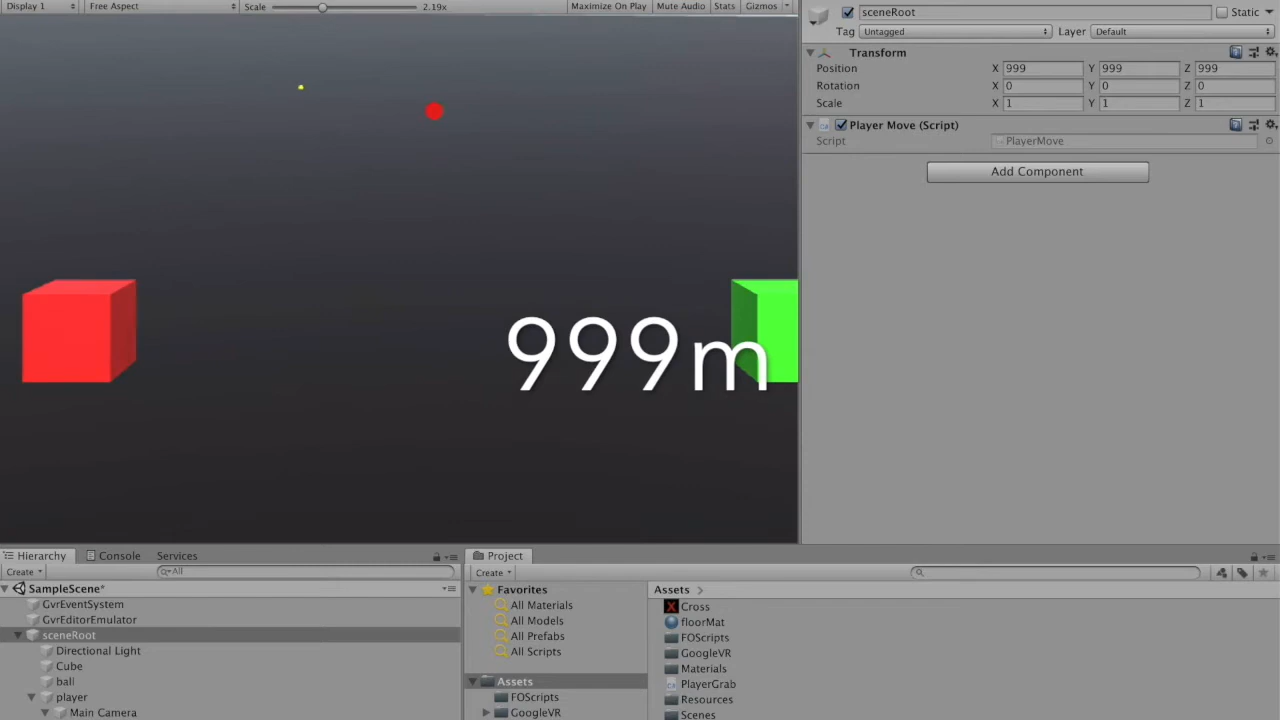 Display 1 Free Aspect Scale 2.19x Maximize On Play Mute Audio Stats Gizmos
sceneRoot Static
Tag Untagged Layer Default
Transform
Position X 999 Y 999 Z 999
Rotation X 0 Y 0 Z 0
Scale X 1 Y 1 Z 1
Player Move (Script)
Script PlayerMove
Add Component
999m
Hierarchy Console Services
Create All
SampleScene*
GvrEventSystem
GvrEditorEmulator
sceneRoot
Directional Light
Cube
ball
player
Main Camera
Project
Create
Favorites
All Materials
All Models
All Prefabs
All Scripts
Assets
FOScripts
GoogleVR
Assets
Cross
floorMat
FOScripts
GoogleVR
Materials
PlayerGrab
Resources
Scenes